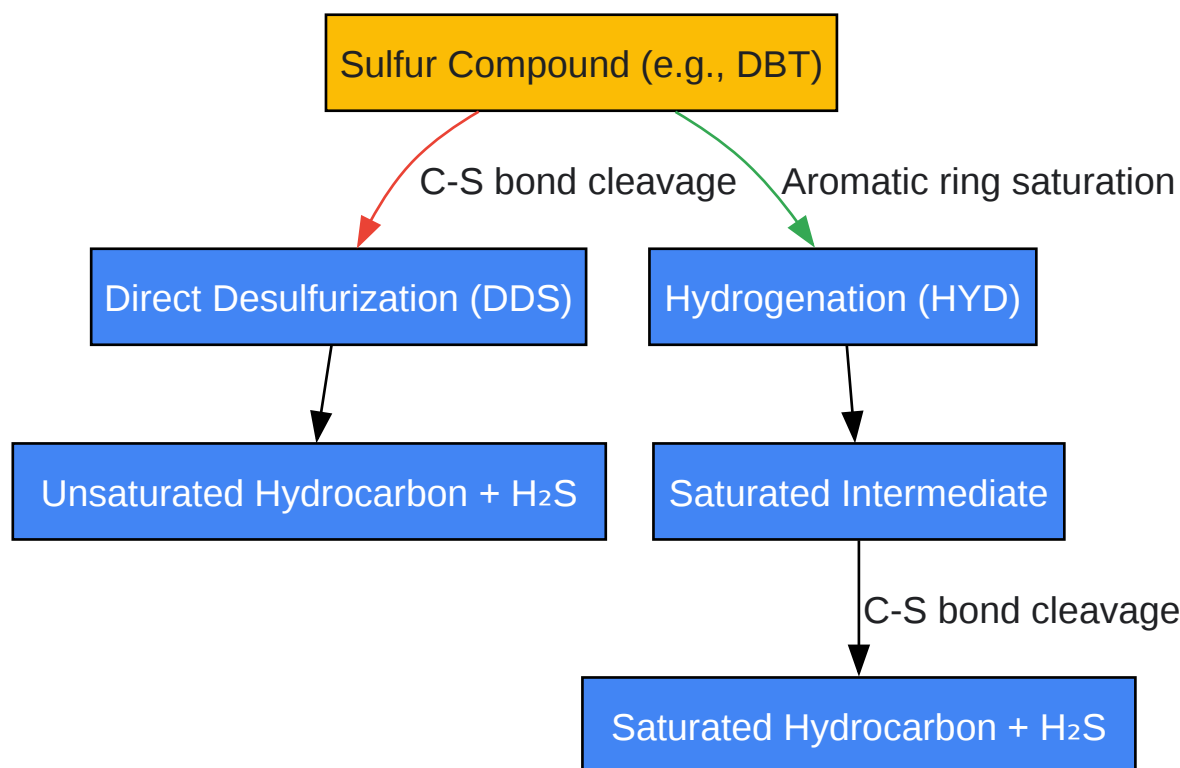 Sulfur Compound (e.g., DBT)
C-S bond cleavage
Aromatic ring saturation
Direct Desulfurization (DDS)
Hydrogenation (HYD)
Unsaturated Hydrocarbon + H₂S
Saturated Intermediate
C-S bond cleavage
Saturated Hydrocarbon + H₂S